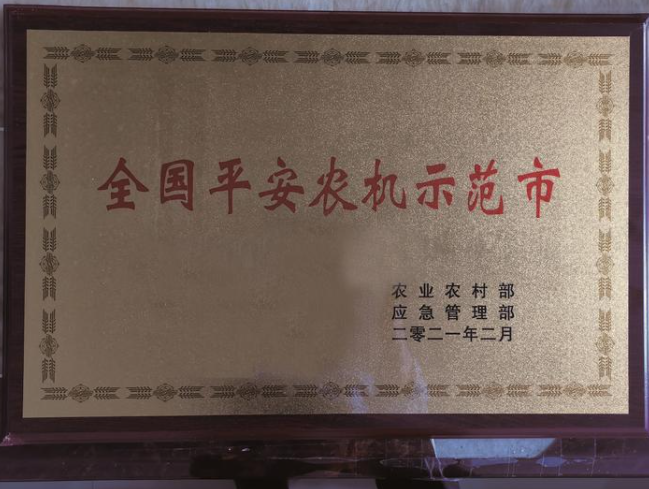 全国平安农机示范市
农业农村部
应急管理部
二零二一年二月